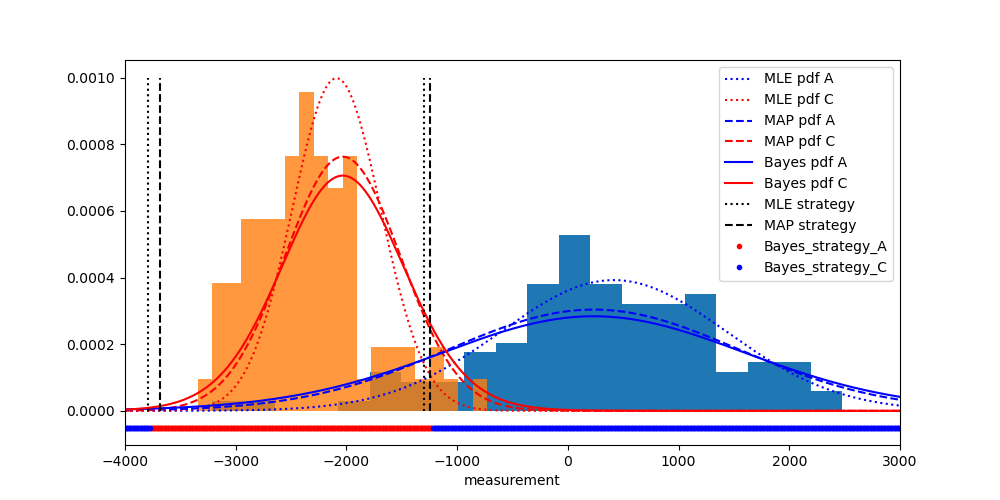 0.0010
0.0008
0.0006
0.0004
0.0002
0.0000
MLE pdf A
MLE pdf C
MAP pdf A
MAP pdf C
Bayes pdf A
Bayes pdf C
MLE strategy
MAP strategy
Bayes_strategy_A
Bayes_strategy_C
−4000 −3000 −2000 −1000 0 1000 2000 3000
measurement